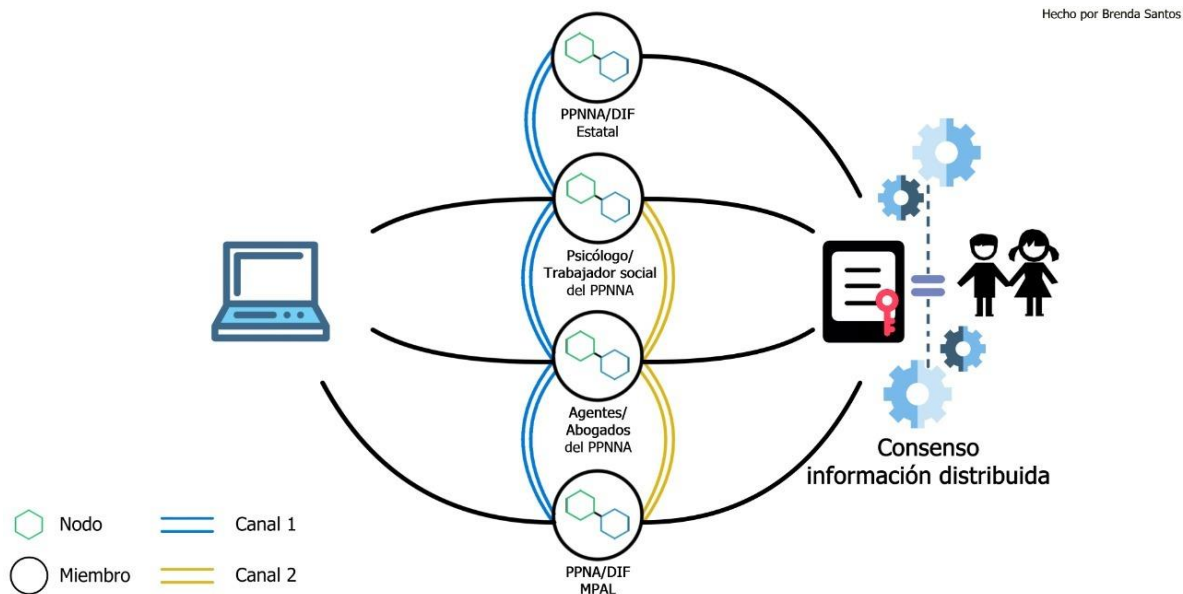 Hecho por Brenda Santos
PPNNA/DIF
Estatal
Psicólogo/
Trabajador social
del PPNNA
Agentes/
Abogados
del PPNNA
PPNA/DIF
MPAL
Consenso
información distribuida
Nodo
Canal 1
Miembro
Canal 2